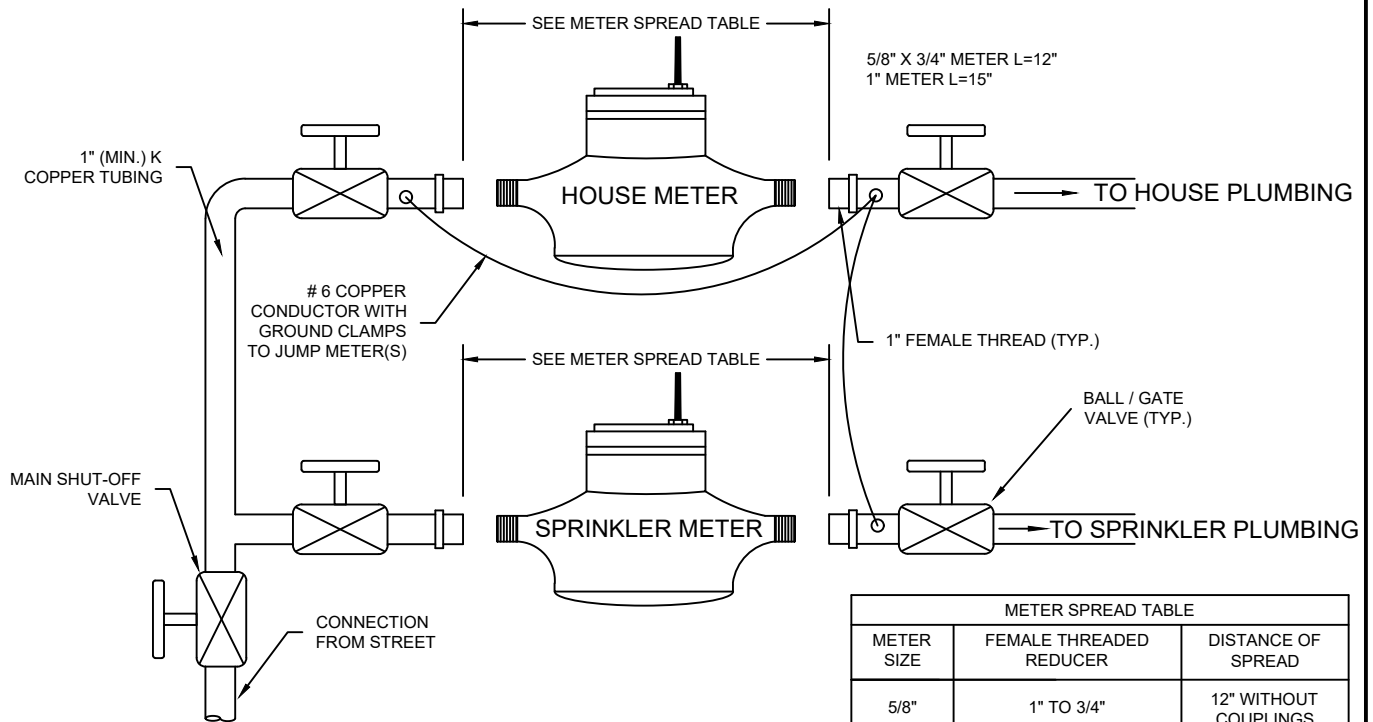 SEE METER SPREAD TABLE
5/8" X 3/4" METER L=12"
1" METER L=15"
1" (MIN.) K
COPPER TUBING
HOUSE METER
TO HOUSE PLUMBING
# 6 COPPER
CONDUCTOR WITH
GROUND CLAMPS
TO JUMP METER(S)
1" FEMALE THREAD (TYP.)
SEE METER SPREAD TABLE
BALL / GATE
VALVE (TYP.)
MAIN SHUT-OFF
VALVE
SPRINKLER METER
TO SPRINKLER PLUMBING
CONNECTION
FROM STREET
METER SPREAD TABLE
METER
SIZE
FEMALE THREADED
REDUCER
DISTANCE OF
SPREAD
5/8"
1" TO 3/4"
12" WITHOUT
COUPLINGS